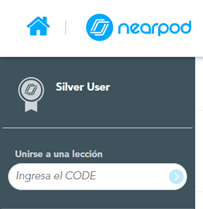 nearpod
Silver User
Unirse a una lección
Ingresa el CODE